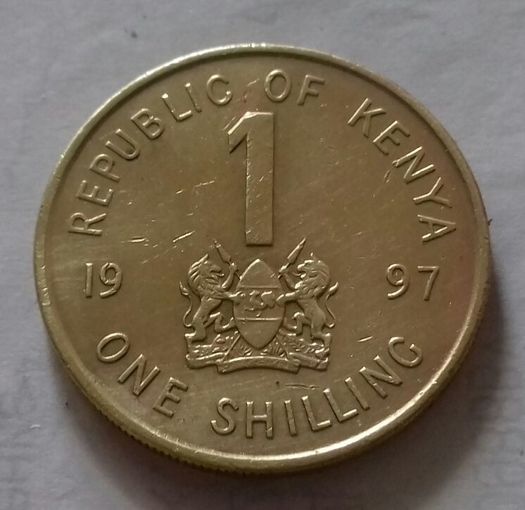 REPUBLIC OF KENYA
1
19 97
ONE SHILLING